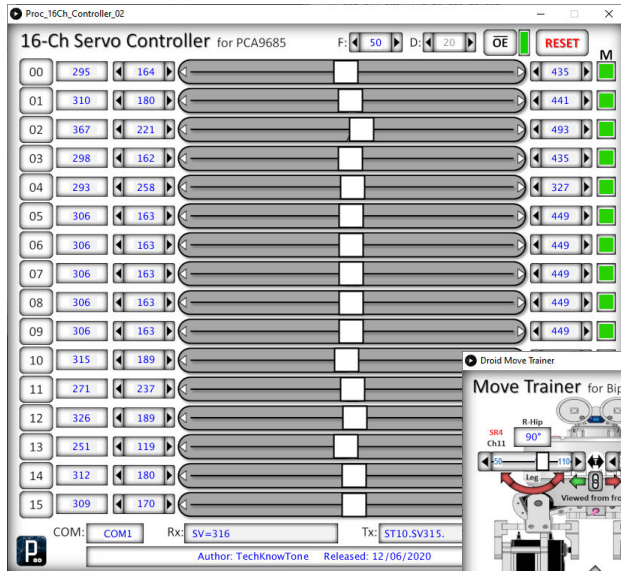 Proc_16Ch_Controller_02
16-Ch Servo Controller for PCA9685 F: 50 D: 20 OE RESET
M
00 295 164 435
01 310 180 441
02 367 221 493
03 298 162 435
04 293 258 327
05 306 163 449
06 306 163 449
07 306 163 449
08 306 163 449
09 306 163 449
10 315 189
11 271 237
12 326 189
13 251 119
14 312 180
15 309 170
COM: COM1 Rx: SV=316 Tx: ST10.SV315.
Author: TechKnowTone Released: 12/06/2020
Droid Move Trainer
Move Trainer for Bip
SR4
Ch11
R-Hip
90°
50 110
Leg
Viewed from fro